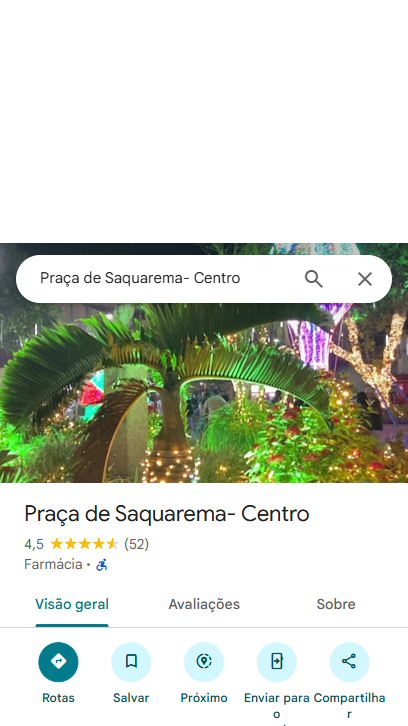 Praça de Saquarema- Centro
Praça de Saquarema- Centro
4,5 (52)
Farmácia ·
Visão geral Avaliações Sobre
Rotas Salvar Próximo Enviar para Compartilha
o r